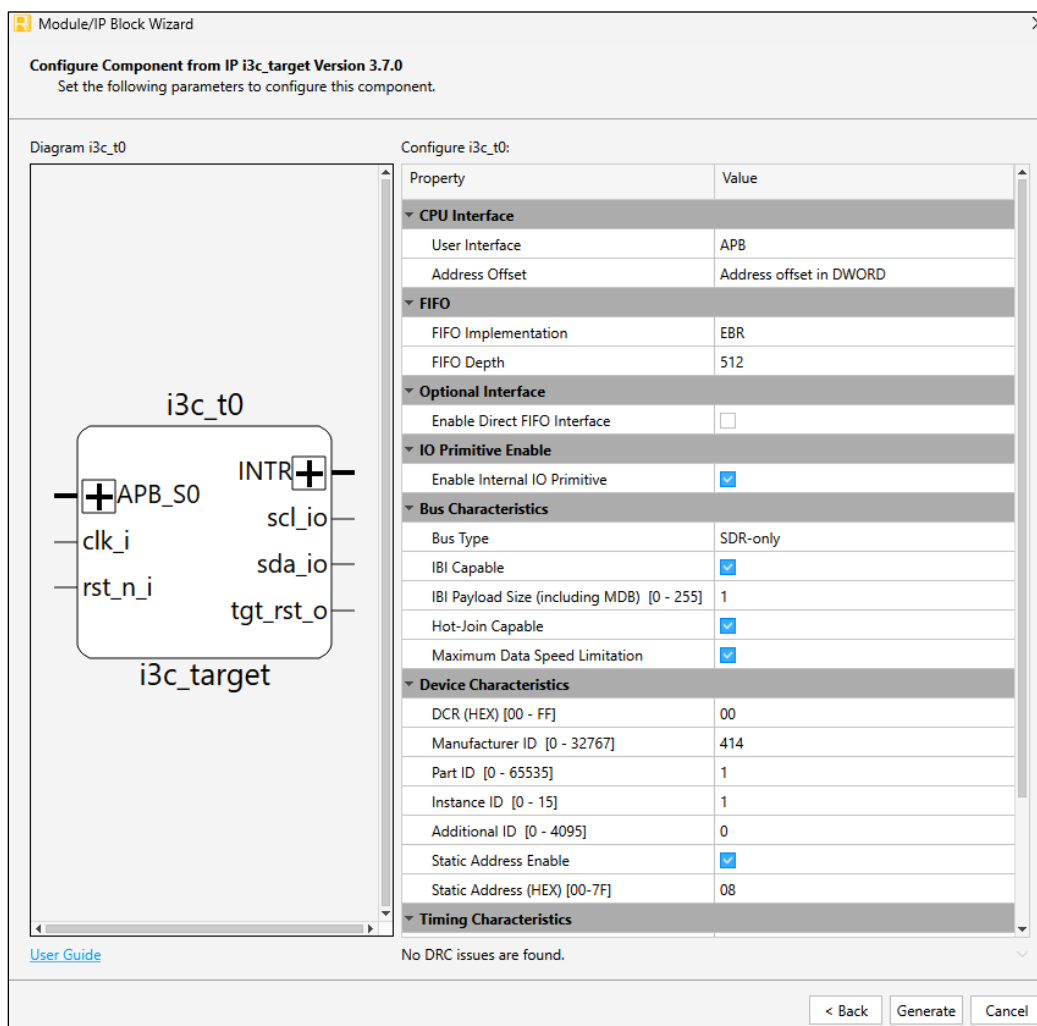 Module/IP Block Wizard
Configure Component from IP i3c_target Version 3.7.0
Set the following parameters to configure this component.
Diagram i3c_t0
i3c_t0
INTR
APB_S0
scl_io
clk_i
sda_io
rst_n_i
tgt_rst_o
i3c_target
User Guide
Configure i3c_t0:
Property Value
CPU Interface
User Interface APB
Address Offset Address offset in DWORD
FIFO
FIFO Implementation EBR
FIFO Depth 512
Optional Interface
Enable Direct FIFO Interface
IO Primitive Enable
Enable Internal IO Primitive
Bus Characteristics
Bus Type SDR-only
IBI Capable
IBI Payload Size (including MDB) [0 - 255] 1
Hot-Join Capable
Maximum Data Speed Limitation
Device Characteristics
DCR (HEX) [00 - FF] 00
Manufacturer ID [0 - 32767] 414
Part ID [0 - 65535] 1
Instance ID [0 - 15] 1
Additional ID [0 - 4095] 0
Static Address Enable
Static Address (HEX) [00-7F] 08
Timing Characteristics
No DRC issues are found.
< Back Generate Cancel